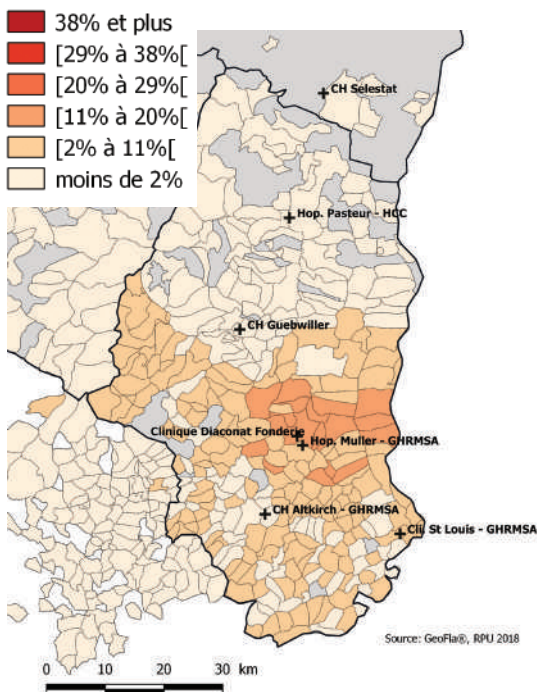 38% et plus
[29% à 38%[
[20% à 29%[
[11% à 20%[
[2% à 11%[
moins de 2%
CH Sélestat
Hop. Pasteur - HCC
CH Guebwiller
Clinique Diaconat Fonderie
Hop. Muller - GHRMSA
CH Altkirch - GHRMSA
Cli. St Louis - GHRMSA
Source: GeoFla®, RPU 2018
0 10 20 30 km